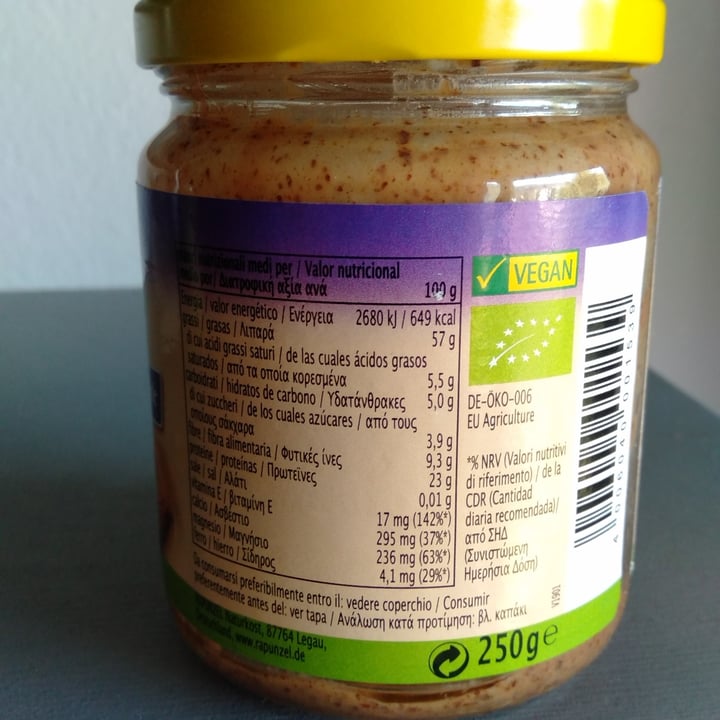 nutrizionali medi per / Valor nutricional
medio por / Διατροφική αξία ανά 100 g
Energia / valor energético / Ενέργεια 2680 kJ / 649 kcal
grassi / grasas / Λιπαρά 57 g
di cui acidi grassi saturi / de las cuales ácidos grasos
saturados / από τα οποία κορεσμένα 5,5 g
carboidrati / hidratos de carbono / Υδατάνθρακες 5,0 g
di cui zuccheri / de los cuales azúcares / από τους
οποίους σάκχαρα 3,9 g
fibre / fibra alimentaria / Φυτικές ίνες 9,3 g
proteine / proteínas / Πρωτεΐνες 23 g
sale / sal / Αλάτι 0,01 g
vitamina E / βιταμίνη E 17 mg (142%*)
calcio / Ασβέστιο 295 mg (37%*)
magnesio / Μαγνήσιο 236 mg (63%*)
ferro / hierro / Σίδηρος 4,1 mg (29%*)
Da consumarsi preferibilmente entro il: vedere coperchio / Consumir
preferentemente antes del: ver tapa / Ανάλωση κατά προτίμηση: βλ. καπάκι
RAPUNZEL Naturkost, 87764 Legau,
Deutschland, www.rapunzel.de
VEGAN
DE-ÖKO-006
EU Agriculture
*% NRV (Valori nutritivi
di riferimento) / de la
CDR (Cantidad
diaria recomendada)/
από ΣΗΔ
(Συνιστώμενη
Ημερήσια Δόση)
V1901
250g e